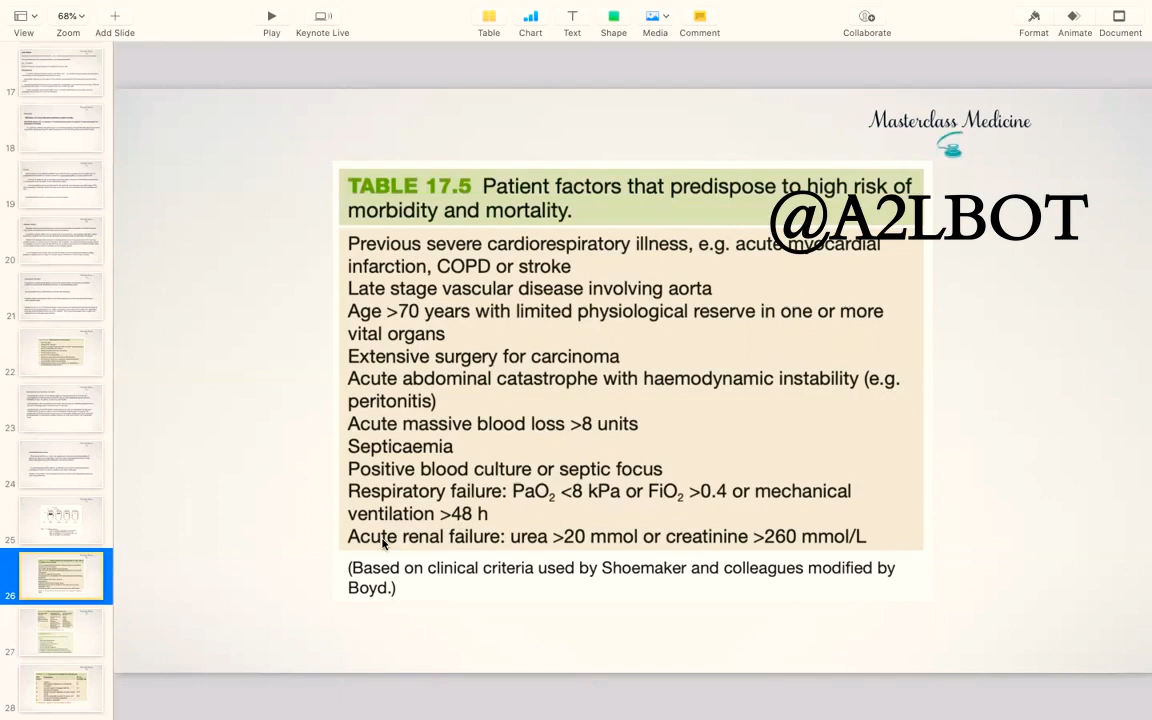 68%
View
Zoom
Add Slide
Play
Keynote Live
Table
Chart
Text
Shape
Media
Comment
Collaborate
Format
Animate
Document
17
18
19
20
21
22
23
24
25
26
27
28
Masterclass Medicine
@A2LBOT
TABLE 17.5 Patient factors that predispose to high risk of
morbidity and mortality.
Previous severe cardiorespiratory illness, e.g. acute myocardial
infarction, COPD or stroke
Late stage vascular disease involving aorta
Age >70 years with limited physiological reserve in one or more
vital organs
Extensive surgery for carcinoma
Acute abdominal catastrophe with haemodynamic instability (e.g.
peritonitis)
Acute massive blood loss >8 units
Septicaemia
Positive blood culture or septic focus
Respiratory failure: PaO₂ <8 kPa or FiO₂ >0.4 or mechanical
ventilation >48 h
Acute renal failure: urea >20 mmol or creatinine >260 mmol/L
(Based on clinical criteria used by Shoemaker and colleagues modified by
Boyd.)